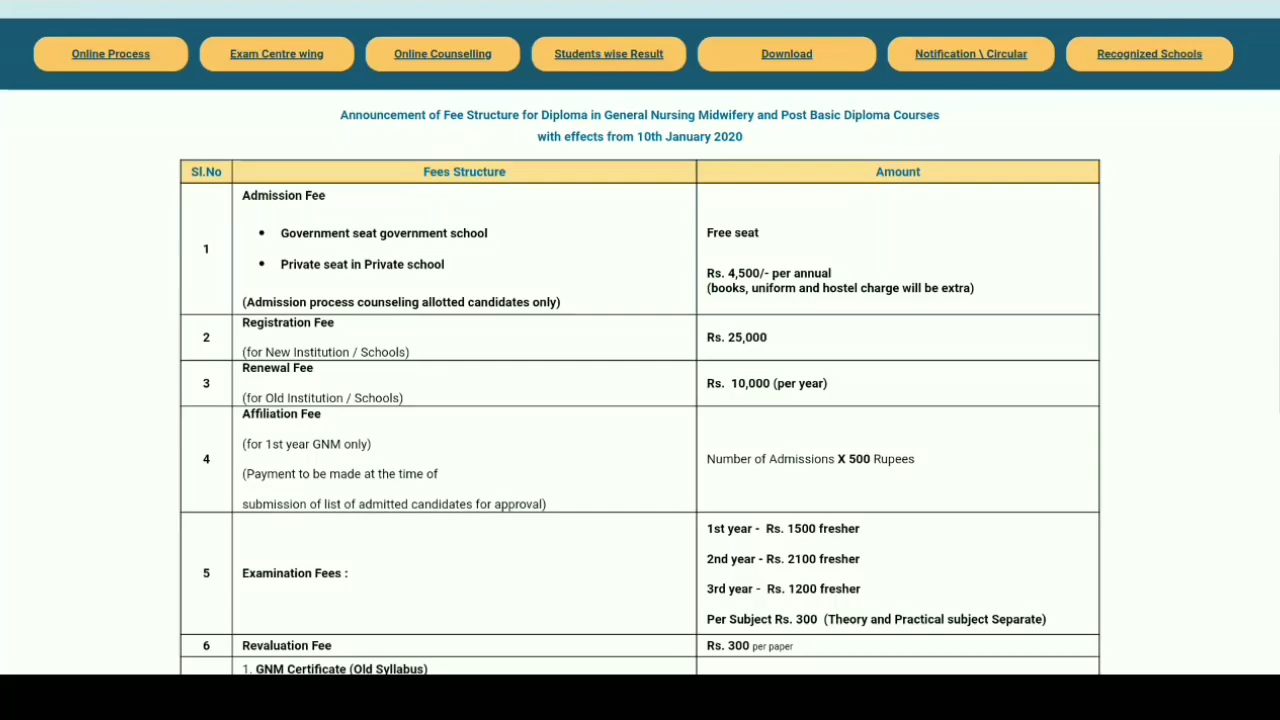 Online Process
Exam Centre wing
Online Counselling
Students wise Result
Download
Notification \ Circular
Recognized Schools
Announcement of Fee Structure for Diploma in General Nursing Midwifery and Post Basic Diploma Courses
with effects from 10th January 2020
Sl.No Fees Structure Amount
1
Admission Fee
• Government seat government school
• Private seat in Private school
(Admission process counseling allotted candidates only)
Free seat
Rs. 4,500/- per annual
(books, uniform and hostel charge will be extra)
2
Registration Fee
(for New Institution / Schools)
Rs. 25,000
3
Renewal Fee
(for Old Institution / Schools)
Rs. 10,000 (per year)
4
Affiliation Fee
(for 1st year GNM only)
(Payment to be made at the time of
submission of list of admitted candidates for approval)
Number of Admissions X 500 Rupees
5
Examination Fees :
1st year - Rs. 1500 fresher
2nd year - Rs. 2100 fresher
3rd year - Rs. 1200 fresher
Per Subject Rs. 300 (Theory and Practical subject Separate)
6 Revaluation Fee Rs. 300 per paper
1. GNM Certificate (Old Syllabus)